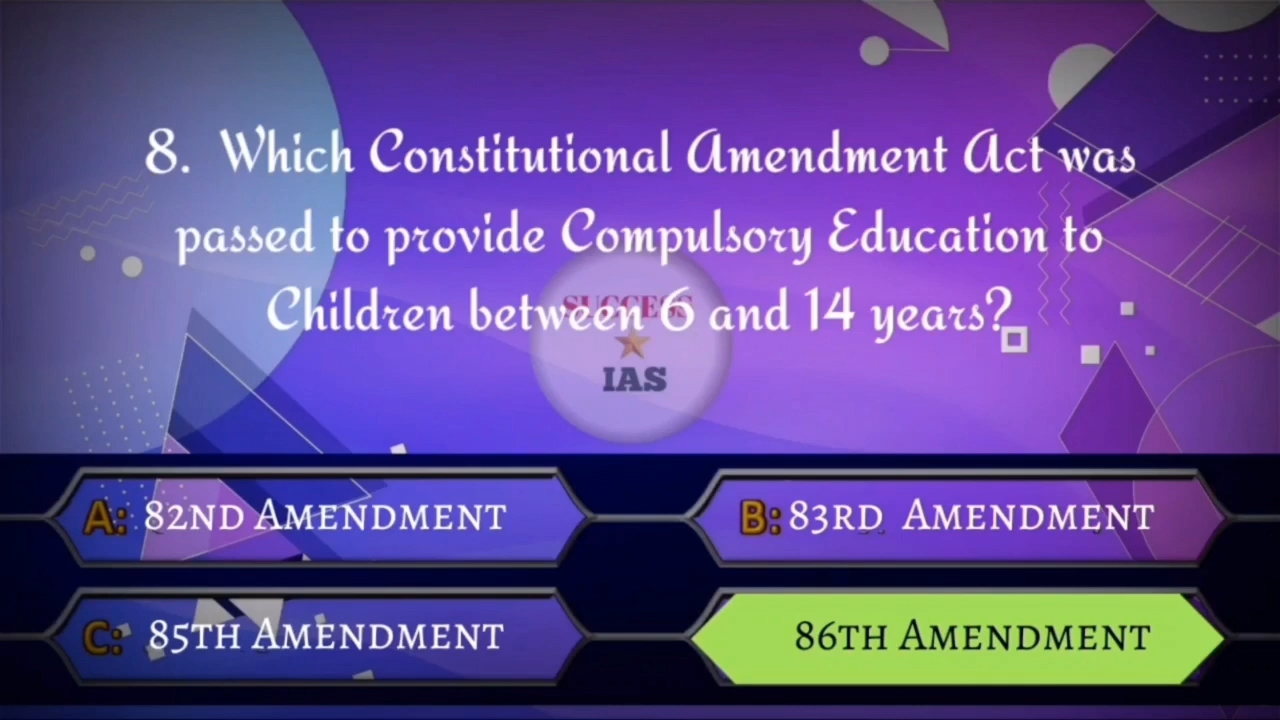 8. Which Constitutional Amendment Act was
passed to provide Compulsory Education to
Children between 6 and 14 years?
SUCCESS
IAS
A: 82ND AMENDMENT
B: 83RD AMENDMENT
C: 85TH AMENDMENT
86TH AMENDMENT